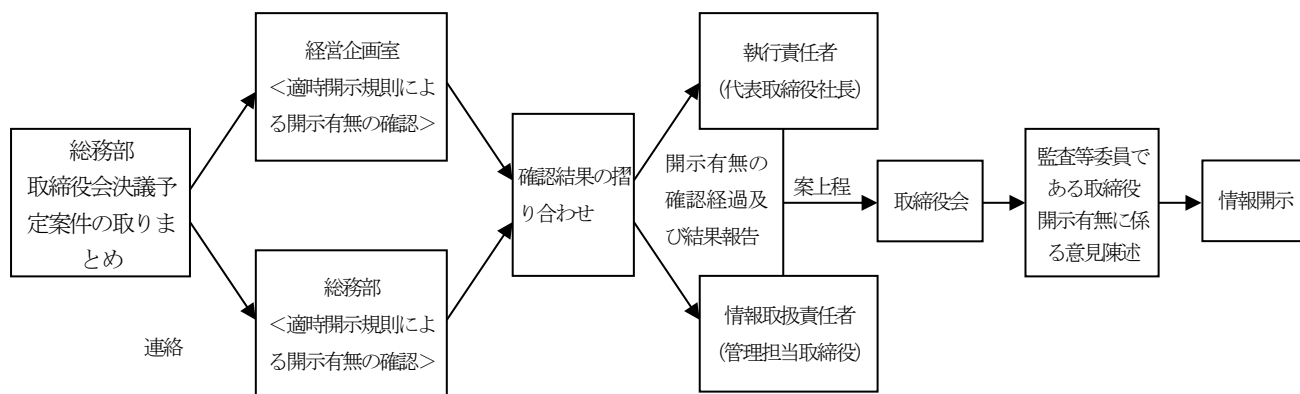 総務部
取締役会決議予
定案件の取りま
とめ
連絡
経営企画室
＜適時開示規則によ
る開示有無の確認＞
総務部
＜適時開示規則によ
る開示有無の確認＞
確認結果の摺
り合わせ
執行責任者
（代表取締役社長）
開示有無の
確認経過及
び結果報告
情報取扱責任者
（管理担当取締役）
案上程
取締役会
監査等委員で
ある取締役
開示有無に係
る意見陳述
情報開示